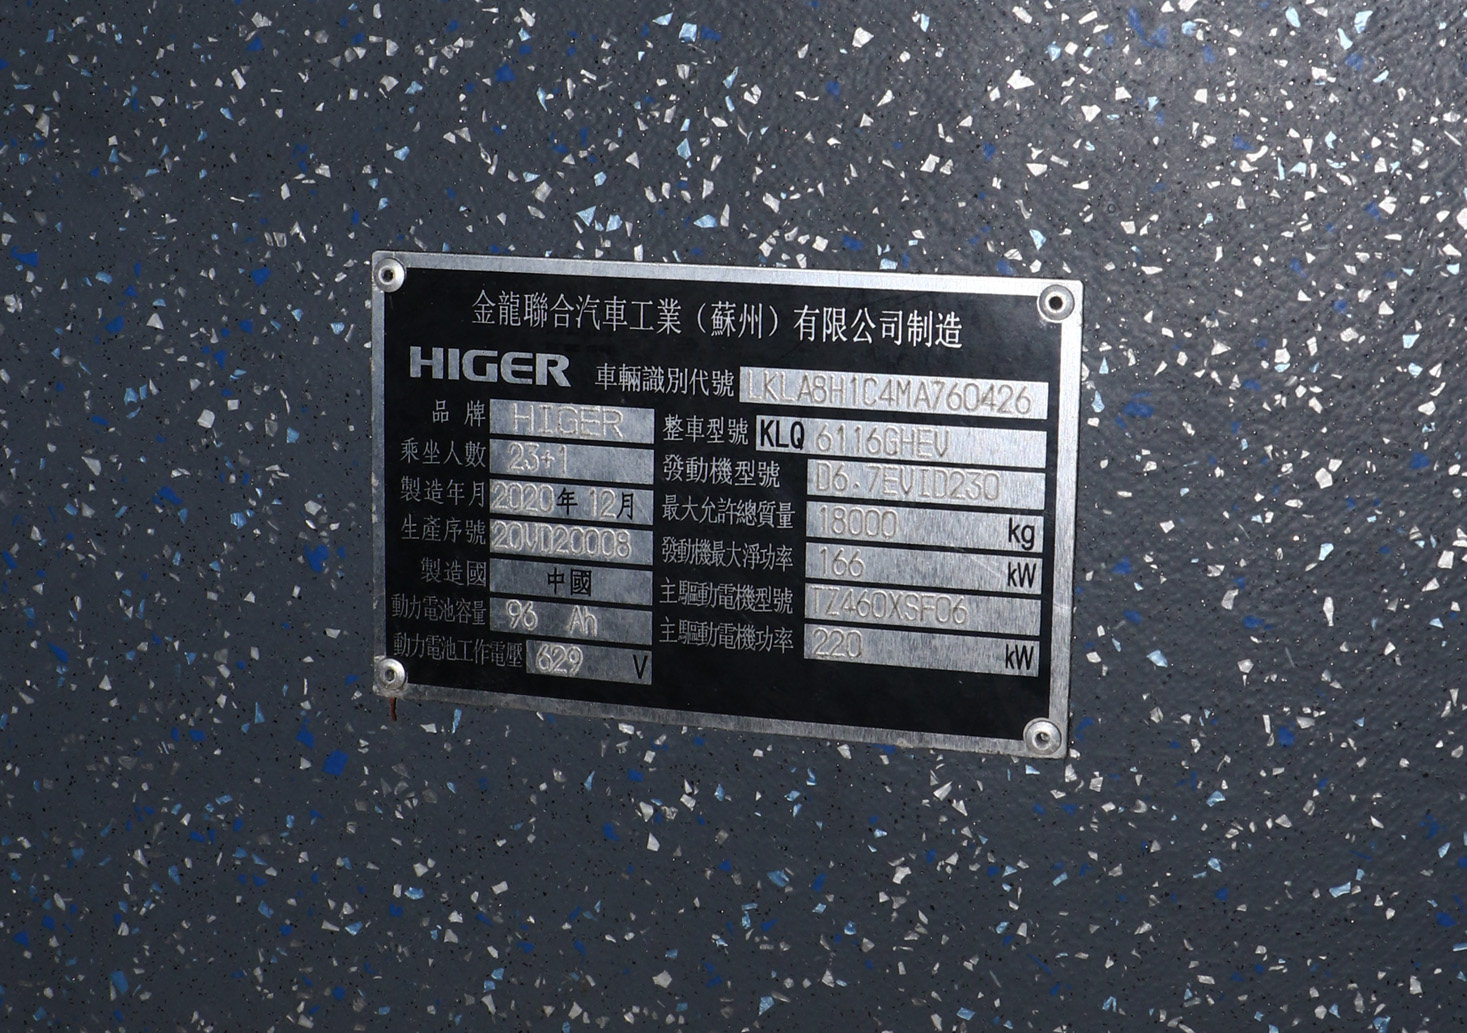 金龍聯合汽車工業（蘇州）有限公司制造
HIGER 車輛識別代號 LKLA8H1C4MA760426
品牌 HIGER 整車型號 KLQ 6116GHEV
乘坐人數 23+1 發動機型號 D6.7EVID230
製造年月 2020年 12月 最大允許總質量 18000 kg
生產序號 20VD20008 發動機最大淨功率 166 kW
製造國 中國 主驅動電機型號 TZ460XSF06
動力電池容量 96 Ah 主驅動電機功率 220 kW
動力電池工作電壓 629 V